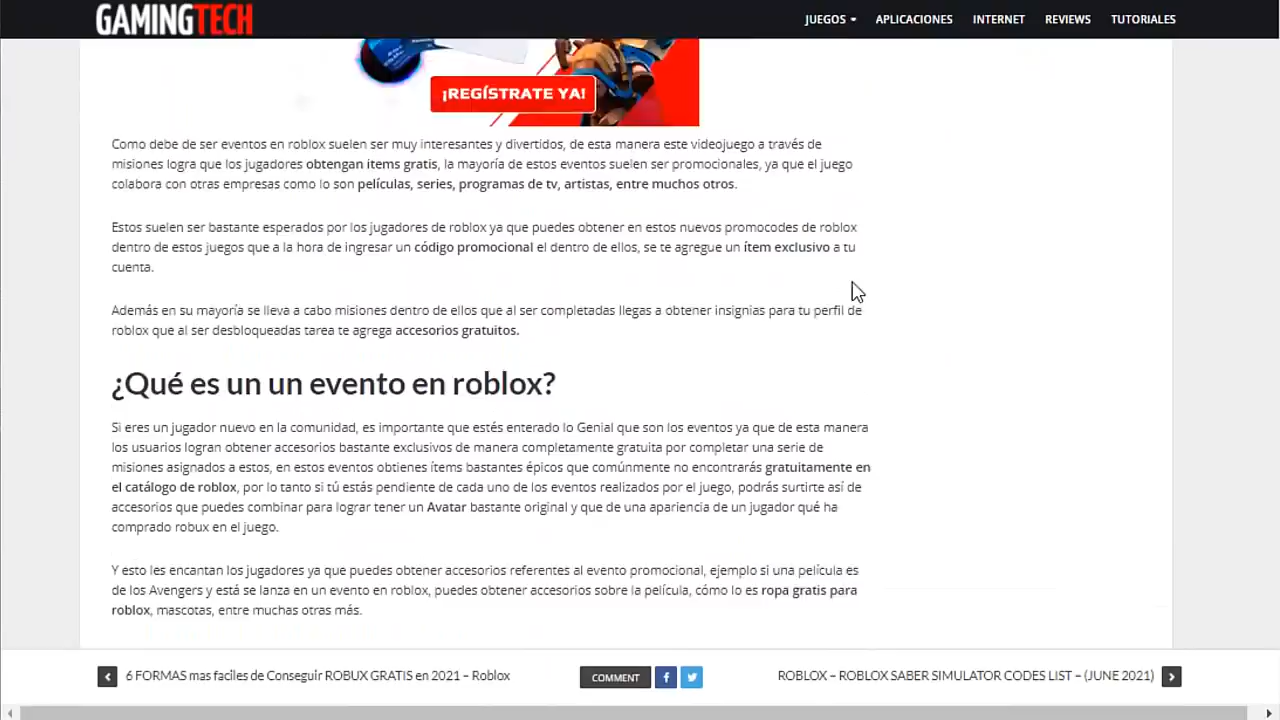 GAMINGTECH
JUEGOS
APLICACIONES
INTERNET
REVIEWS
TUTORIALES
¡REGÍSTRATE YA!
Como debe de ser eventos en roblox suelen ser muy interesantes y divertidos, de esta manera este videojuego a través de
misiones logra que los jugadores obtengan ítems gratis, la mayoría de estos eventos suelen ser promocionales, ya que el juego
colabora con otras empresas como lo son películas, series, programas de tv, artistas, entre muchos otros.
Estos suelen ser bastante esperados por los jugadores de roblox ya que puedes obtener en estos nuevos promocodes de roblox
dentro de estos juegos que a la hora de ingresar un código promocional el dentro de ellos, se te agregue un ítem exclusivo a tu
cuenta.
Además en su mayoría se lleva a cabo misiones dentro de ellos que al ser completadas llegas a obtener insignias para tu perfil de
roblox que al ser desbloqueadas tarea te agrega accesorios gratuitos.
¿Qué es un un evento en roblox?
Si eres un jugador nuevo en la comunidad, es importante que estés enterado lo Genial que son los eventos ya que de esta manera
los usuarios logran obtener accesorios bastante exclusivos de manera completamente gratuita por completar una serie de
misiones asignados a estos, en estos eventos obtienes ítems bastantes épicos que comúnmente no encontrarás gratuitamente en
el catálogo de roblox, por lo tanto si tú estás pendiente de cada uno de los eventos realizados por el juego, podrás surtirte así de
accesorios que puedes combinar para lograr tener un Avatar bastante original y que de una apariencia de un jugador qué ha
comprado robux en el juego.
Y esto les encantan los jugadores ya que puedes obtener accesorios referentes al evento promocional, ejemplo si una película es
de los Avengers y está se lanza en un evento en roblox, puedes obtener accesorios sobre la película, cómo lo es ropa gratis para
roblox, mascotas, entre muchas otras más.
6 FORMAS mas faciles de Conseguir ROBUX GRATIS en 2021 – Roblox
COMMENT
ROBLOX – ROBLOX SABER SIMULATOR CODES LIST – (JUNE 2021)